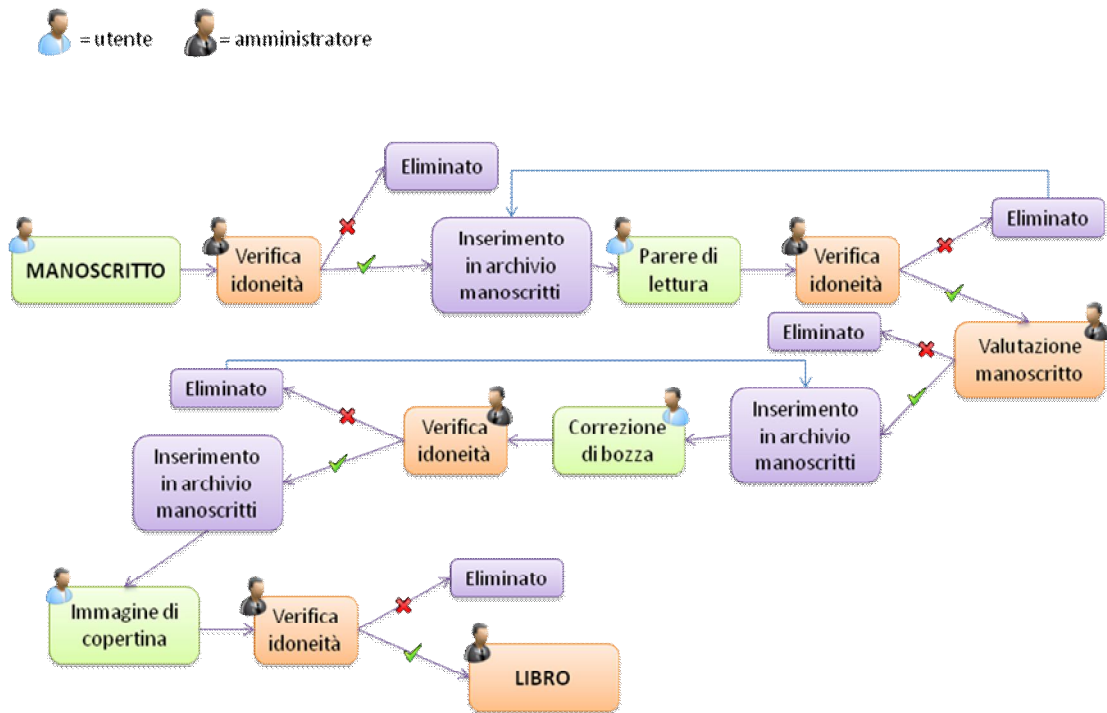 = utente = amministratore
Eliminato
MANOSCRITTO
Verifica
idoneità
Inserimento
in archivio
manoscritti
Parere di
lettura
Verifica
idoneità
Eliminato
Valutazione
manoscritto
Eliminato
Inserimento
in archivio
manoscritti
Correzione
di bozza
Verifica
idoneità
Eliminato
Inserimento
in archivio
manoscritti
Immagine di
copertina
Verifica
idoneità
Eliminato
LIBRO